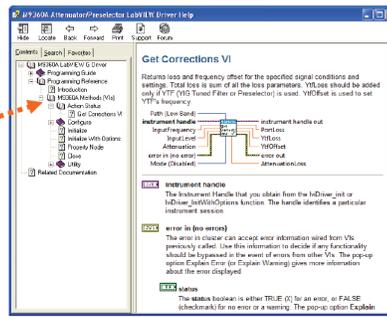 M9360A Attenuator/Preselector LabVIEW Driver Help
Hide Locate Back Forward Print Support Forum
Contents Search Favorites
M9360A LabVIEW G Driver
Programming Guide
Programming Reference
Introduction
M9360A Methods (VIs)
Action Status
Get Corrections VI
Configure
Initialize
Initialize With Options
Property Node
Close
Utility
Related Documentation
Get Corrections VI
Returns loss and frequency offset for the specified signal conditions and
settings. Total loss is sum of all the loss parameters. YtfLoss should be added
only if YTF (YIG Tuned Filter or Preselector) is used. YtfOffset is used to set
YTF's frequency
Path (Low Band)
instrument handle
InputFrequency
InputLevel
Attenuation
error in (no error)
Mode (Disabled)
instrument handle out
PortLoss
YtfLoss
YtfOffset
error out
AttenuationLoss
instrument handle
The Instrument Handle that you obtain from the IviDriver_init or
IviDriver_InitWithOptions function. The handle identifies a particular
instrument session
error in (no errors)
The error in cluster can accept error information wired from VIs
previously called. Use this information to decide if any functionality
should be bypassed in the event of errors from other VIs. The pop-up
option Explain Error (or Explain Warning) gives more information
about the error displayed
status
The status boolean is either TRUE (X) for an error, or FALSE
(checkmark) for no error or a warning. The pop-up option Explain